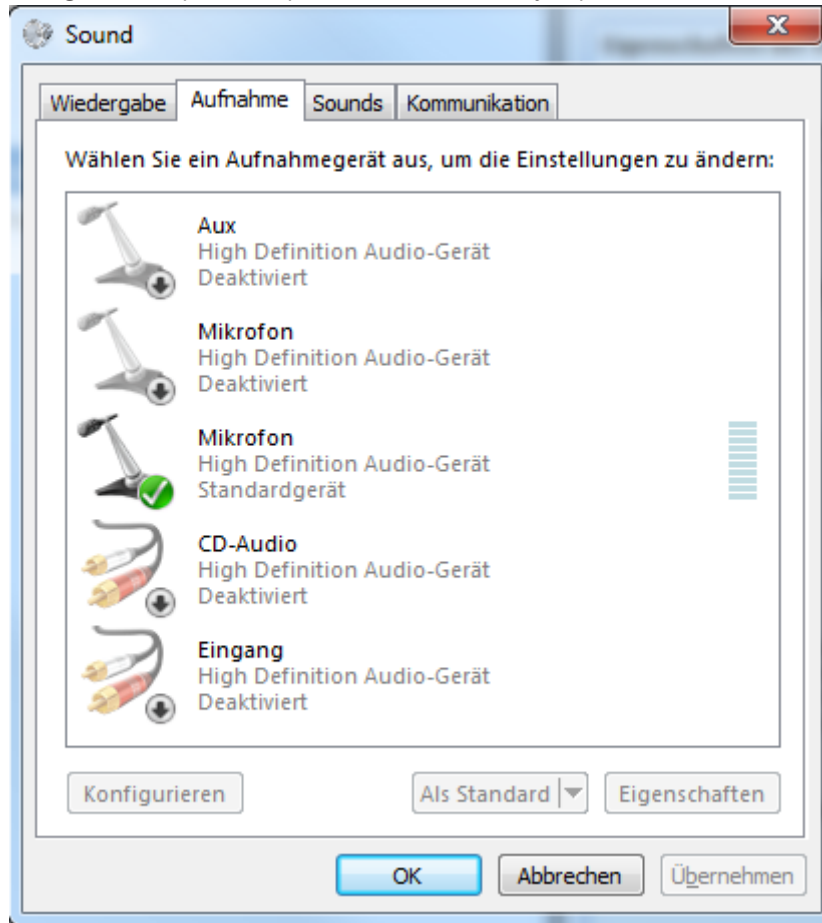 Sound
Wiedergabe
Aufnahme
Sounds
Kommunikation
Wählen Sie ein Aufnahmegerät aus, um die Einstellungen zu ändern:
Aux
High Definition Audio-Gerät
Deaktiviert
Mikrofon
High Definition Audio-Gerät
Deaktiviert
Mikrofon
High Definition Audio-Gerät
Standardgerät
CD-Audio
High Definition Audio-Gerät
Deaktiviert
Eingang
High Definition Audio-Gerät
Deaktiviert
Konfigurieren
Als Standard
Eigenschaften
OK
Abbrechen
Übernehmen